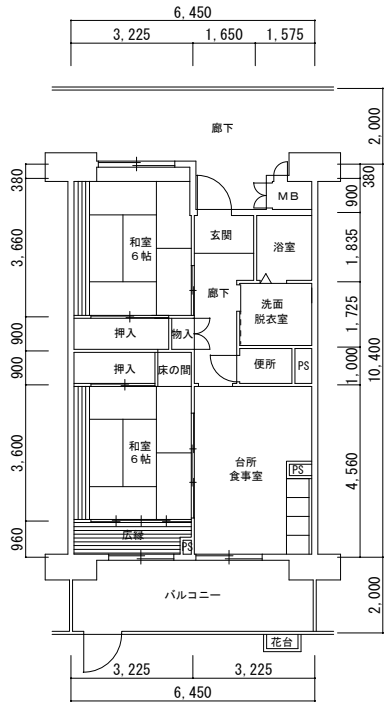 6,450
3,225 1,650 1,575
廊下
2,000
380
380
ＭＢ
900
玄関
浴室
和室
6帖
3,660
1,835
廊下
洗面
脱衣室
1,725
10,400
押入
物入
900
押入
床の間
便所
PS
900
1,000
和室
6帖
台所
食事室
3,600
4,560
PS
広縁
PS
960
バルコニー
2,000
花台
3,225 3,225
6,450